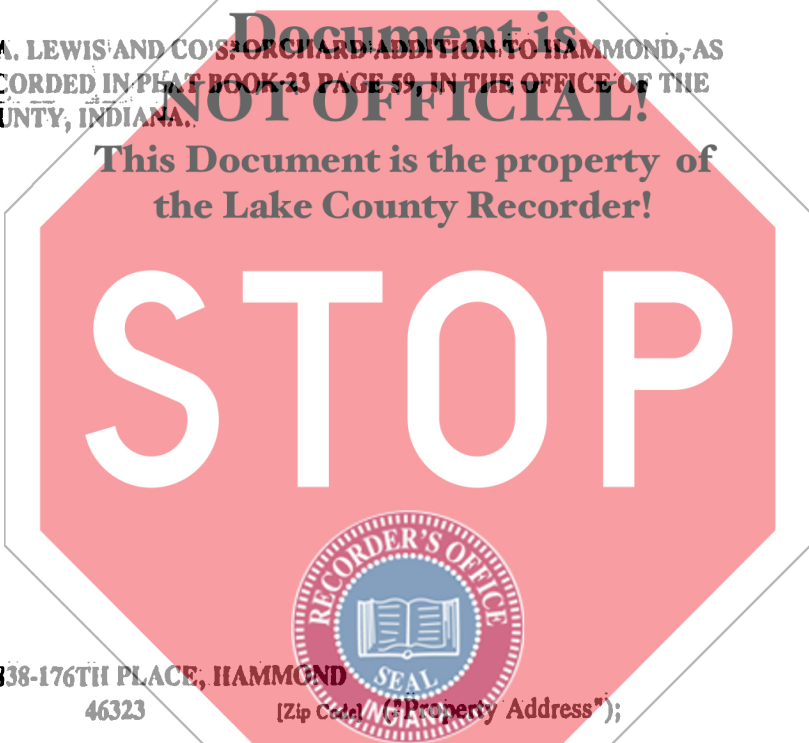 Document is
A. LEWIS AND CO'S. ORCHARD ADDITION TO HAMMOND, AS
CORDED IN PLAT BOOK 23 PAGE 59, IN THE OFFICE OF THE
NOT OFFICIAL!
UNTY, INDIANA.
This Document is the property of
the Lake County Recorder!
STOP
RECORDER'S OFFICE
SEAL
INDIANA
38-176TH PLACE, HAMMOND
46323 [Zip Code] ("Property Address");